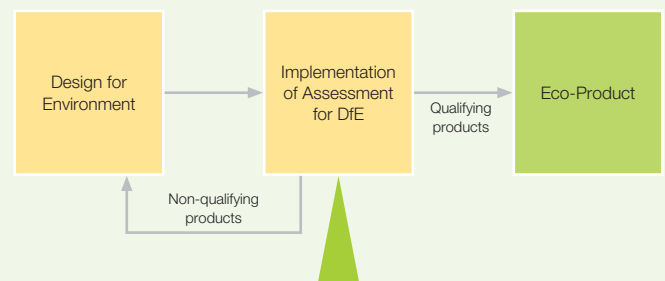 Design for
Environment
Implementation
of Assessment
for DfE
Qualifying
products
Eco-Product
Non-qualifying
products